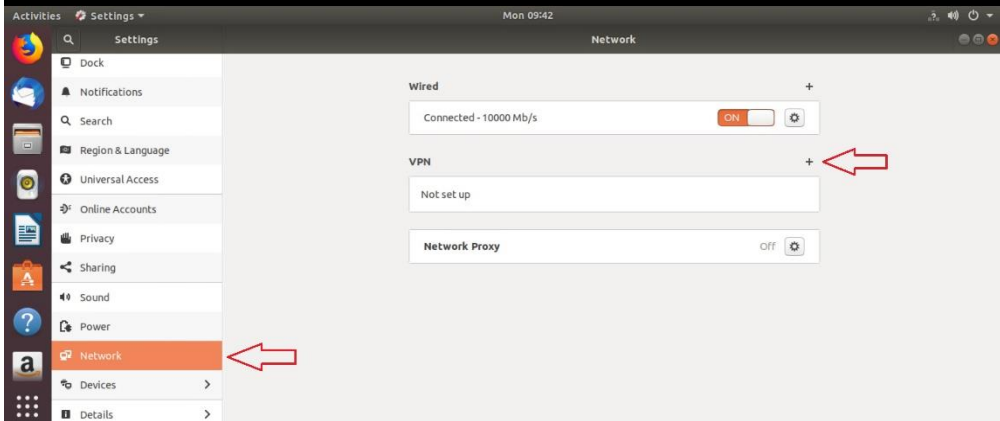 Activities Settings Mon 09:42
Settings Network
Dock
Notifications
Search
Region & Language
Universal Access
Online Accounts
Privacy
Sharing
Sound
Power
Network
Devices
Details
Wired +
Connected - 10000 Mb/s ON
VPN +
Not set up
Network Proxy Off